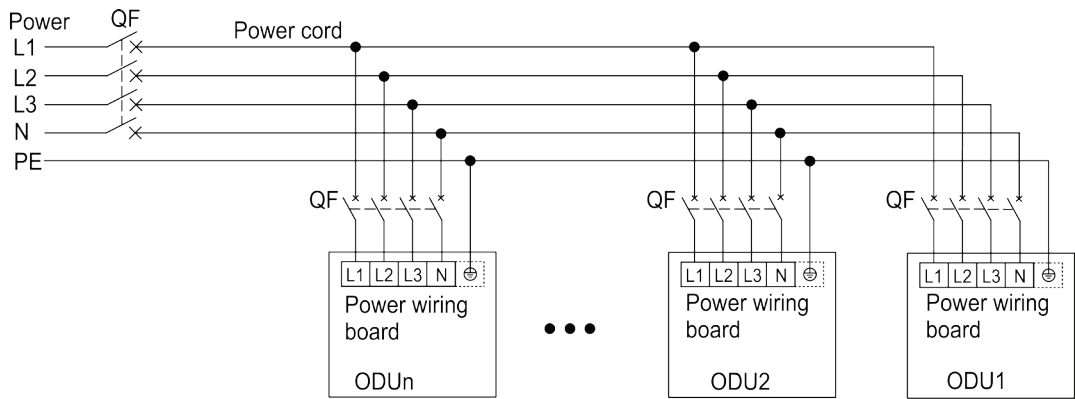 Power QF
L1 Power cord
L2
L3
N
PE
QF QF QF
L1 L2 L3 N L1 L2 L3 N L1 L2 L3 N
Power wiring Power wiring Power wiring
board board board
ODUn ODU2 ODU1